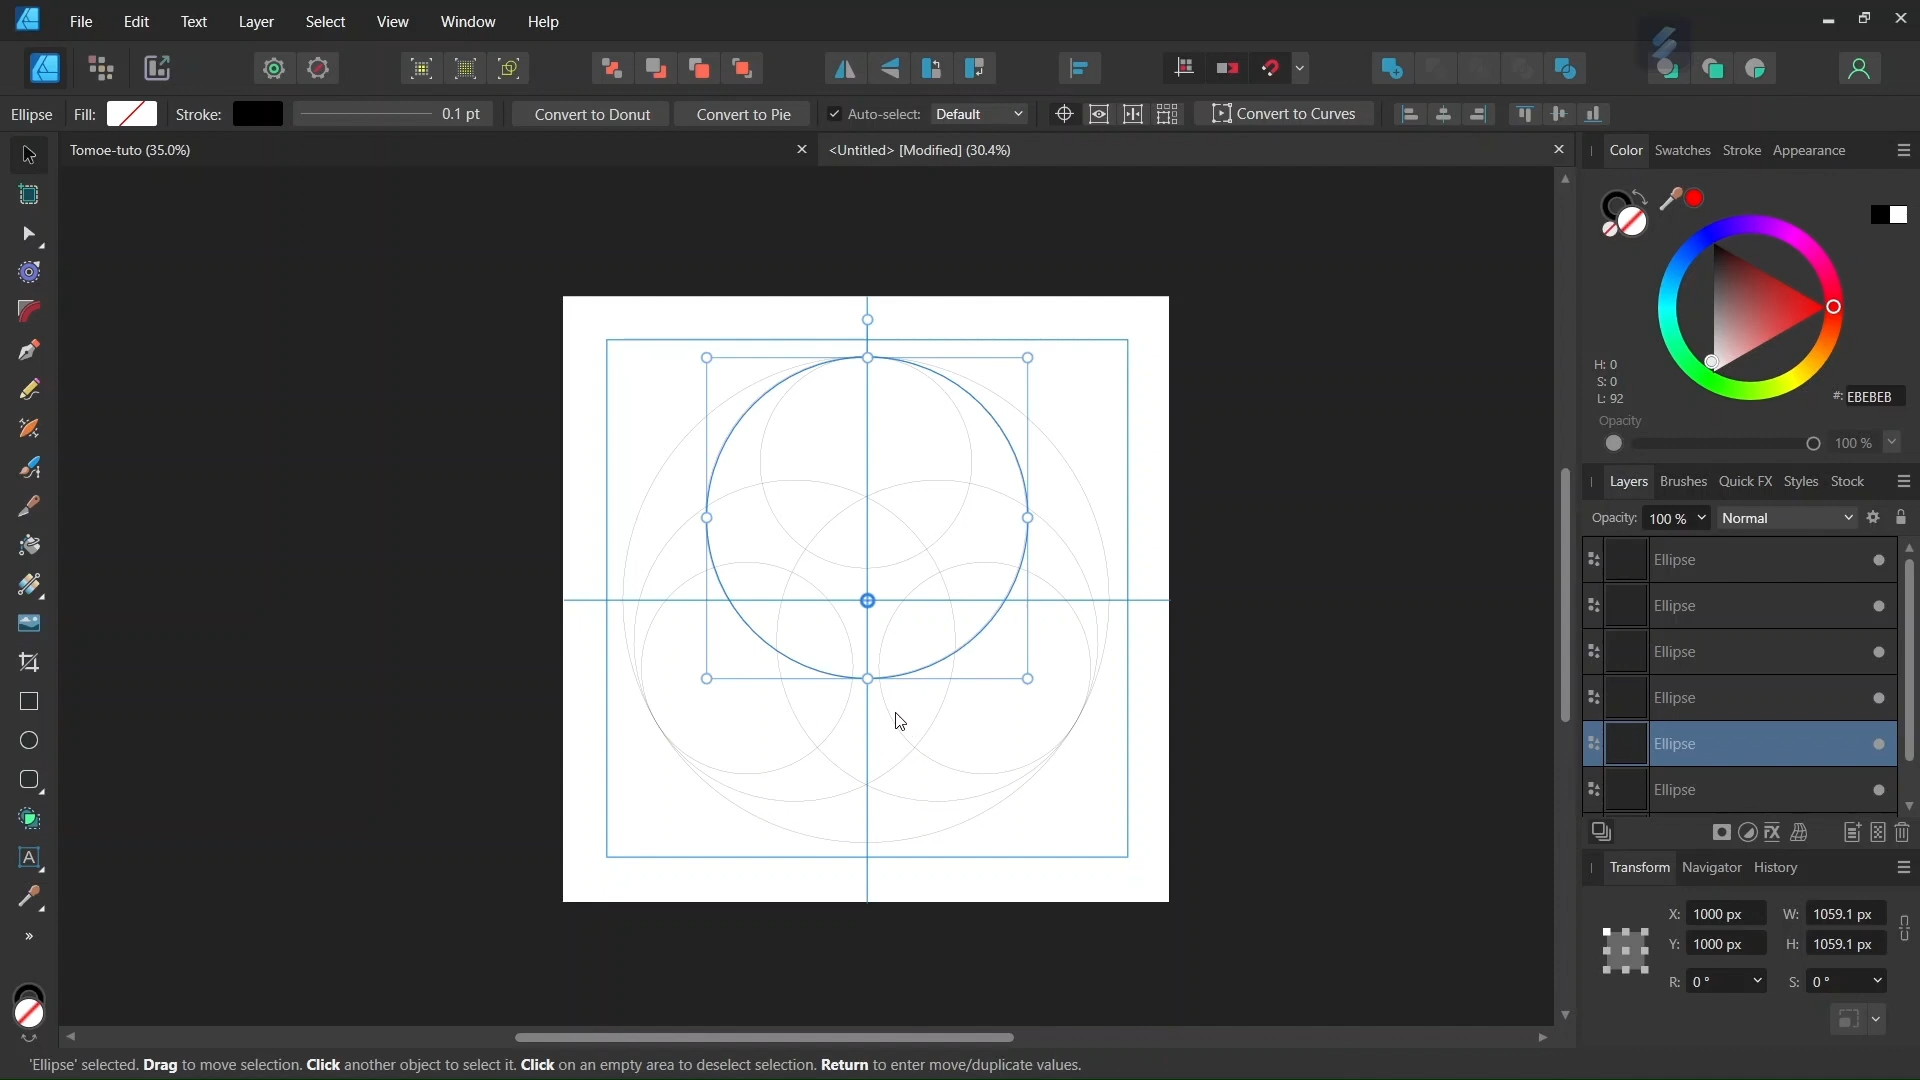 File Edit Text Layer Select View Window Help
Ellipse Fill: Stroke: 0.1 pt Convert to Donut Convert to Pie Auto-select: Default Convert to Curves
Tomoe-tuto (35.0%)
<Untitled> [Modified] (30.4%)
Color Swatches Stroke Appearance
H: 0
S: 0
L: 92
#: EBEBEB
Opacity
100 %
Layers Brushes Quick FX Styles Stock
Opacity: 100 % Normal
Ellipse
Ellipse
Ellipse
Ellipse
Ellipse
Ellipse
Transform Navigator History
X: 1000 px W: 1059.1 px
Y: 1000 px H: 1059.1 px
R: 0 ° S: 0 °
'Ellipse' selected. Drag to move selection. Click another object to select it. Click on an empty area to deselect selection. Return to enter move/duplicate values.